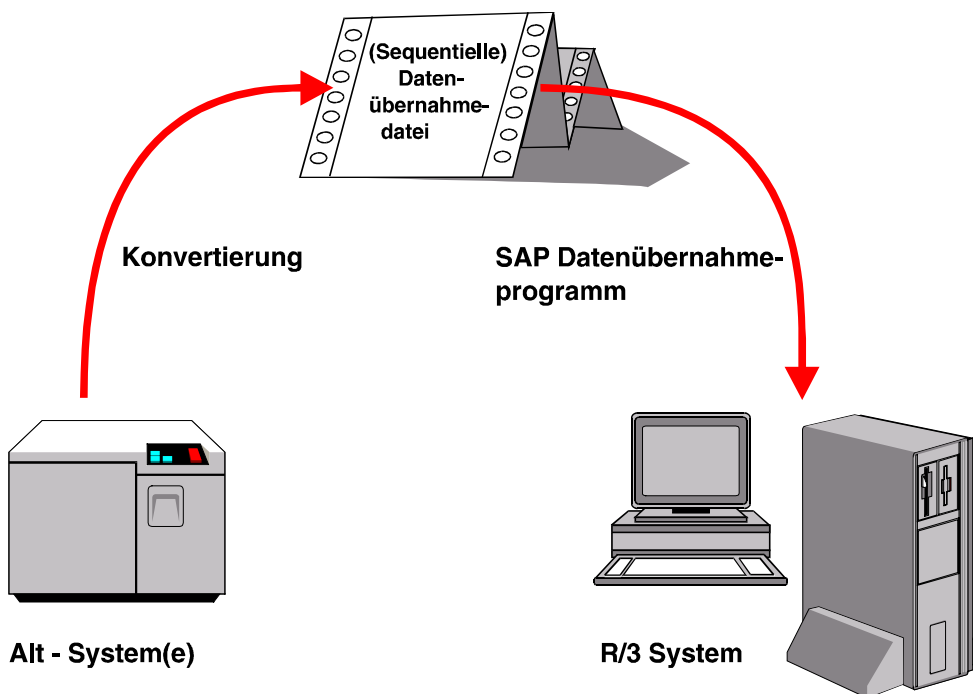 (Sequentielle)
Daten-
übernahme-
datei
Konvertierung
SAP Datenübernahme-
programm
Alt - System(e)
R/3 System